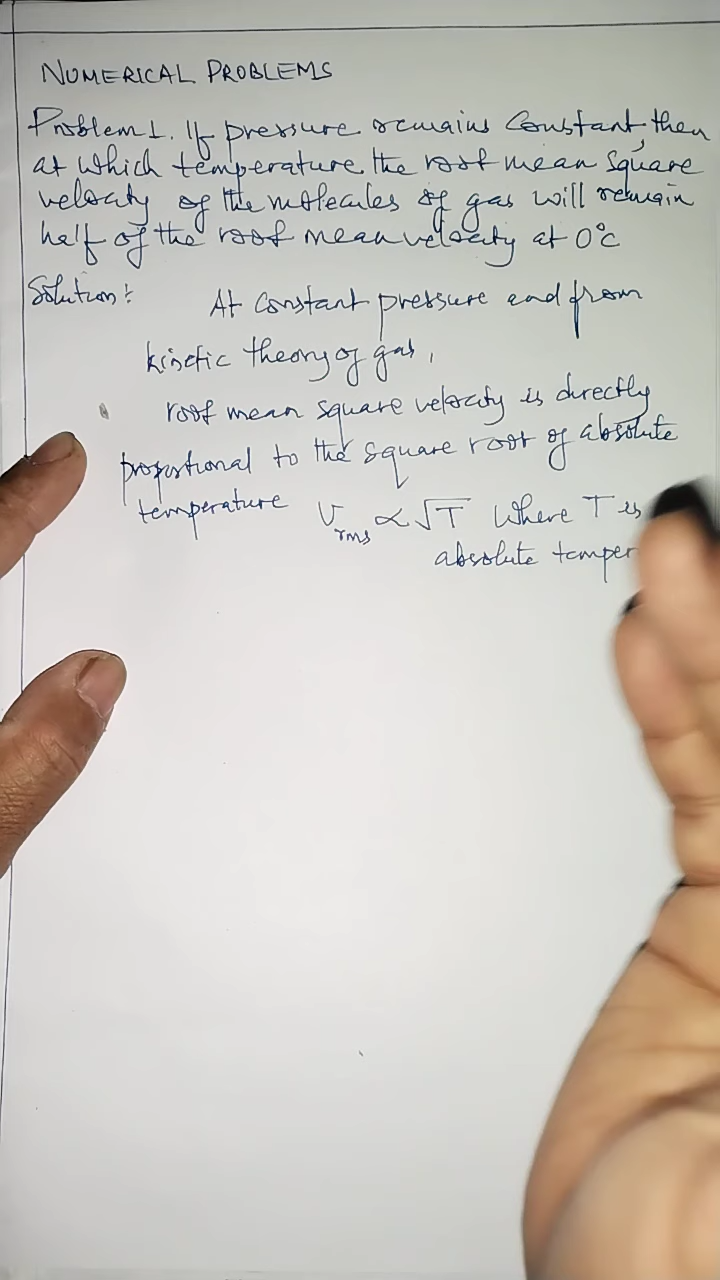 NUMERICAL PROBLEMS
Problem 1. If pressure remains constant, then
at which temperature the root mean square
velocity of the molecules of gas will remain
half of the root mean velocity at 0°c
Solution: At constant pressure and from
kinetic theory of gas,
root mean square velocity is directly
proportional to the square root of absolute
temperature Vrms ∝ √T Where T is
absolute temper